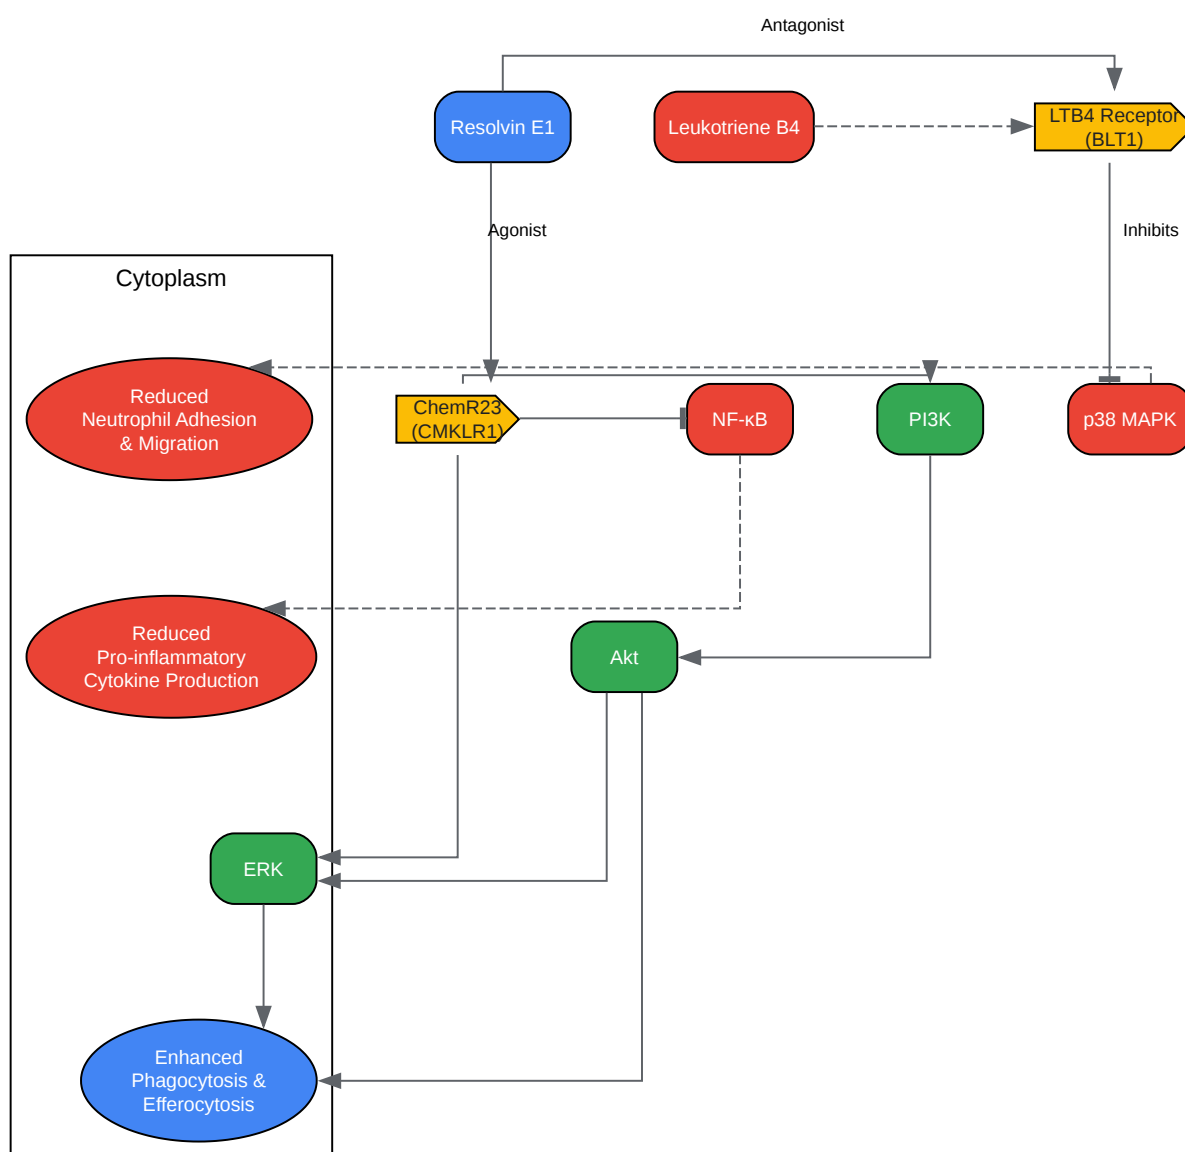 Antagonist
Resolvin E1
Leukotriene B4
LTB4 Receptor
(BLT1)
Agonist
Inhibits
Cytoplasm
Reduced
Neutrophil Adhesion
& Migration
ChemR23
(CMKLR1)
NF-κB
PI3K
p38 MAPK
Reduced
Pro-inflammatory
Cytokine Production
Akt
ERK
Enhanced
Phagocytosis &
Efferocytosis